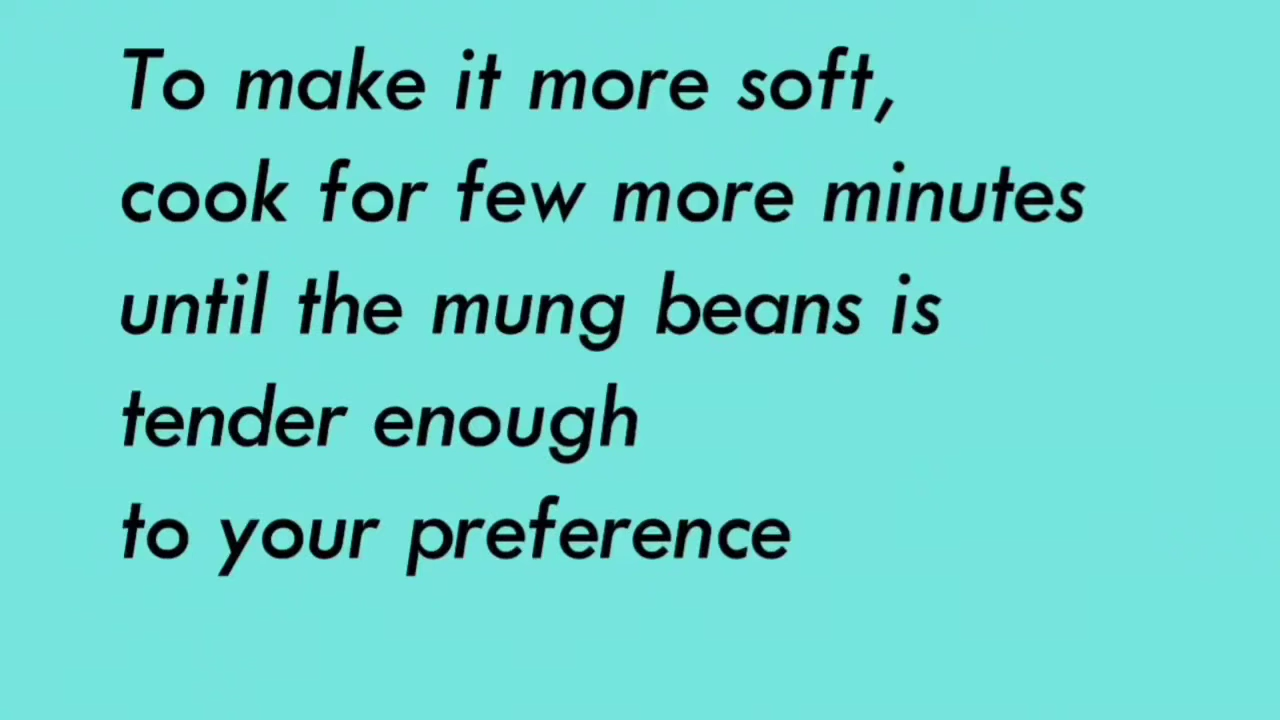 To make it more soft,
cook for few more minutes
until the mung beans is
tender enough
to your preference